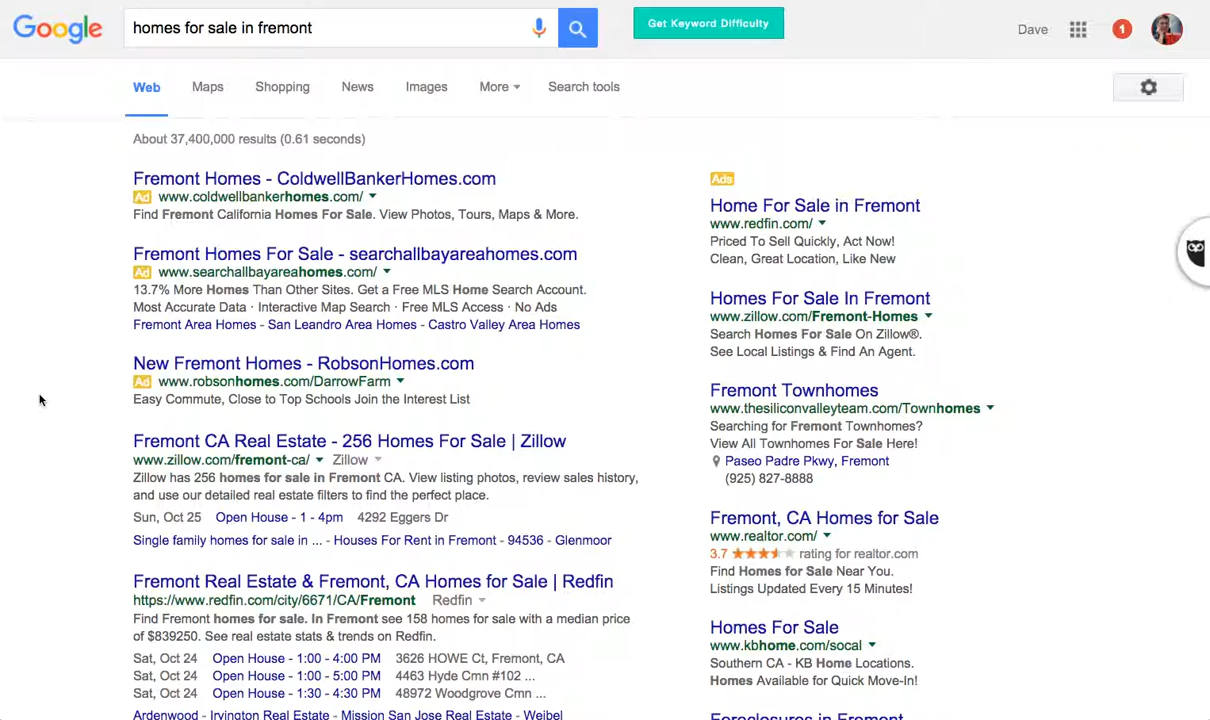 Google
homes for sale in fremont
Get Keyword Difficulty
Dave
1
Web Maps Shopping News Images More Search tools
About 37,400,000 results (0.61 seconds)
Fremont Homes - ColdwellBankerHomes.com
Ad www.coldwellbankerhomes.com/
Find Fremont California Homes For Sale. View Photos, Tours, Maps & More.
Fremont Homes For Sale - searchallbayareahomes.com
Ad www.searchallbayareahomes.com/
13.7% More Homes Than Other Sites. Get a Free MLS Home Search Account.
Most Accurate Data · Interactive Map Search · Free MLS Access · No Ads
Fremont Area Homes - San Leandro Area Homes - Castro Valley Area Homes
New Fremont Homes - RobsonHomes.com
Ad www.robsonhomes.com/DarrowFarm
Easy Commute, Close to Top Schools Join the Interest List
Fremont CA Real Estate - 256 Homes For Sale | Zillow
www.zillow.com/fremont-ca/ Zillow
Zillow has 256 homes for sale in Fremont CA. View listing photos, review sales history,
and use our detailed real estate filters to find the perfect place.
Sun, Oct 25 Open House - 1 - 4pm 4292 Eggers Dr
Single family homes for sale in ... - Houses For Rent in Fremont - 94536 - Glenmoor
Fremont Real Estate & Fremont, CA Homes for Sale | Redfin
https://www.redfin.com/city/6671/CA/Fremont Redfin
Find Fremont homes for sale. In Fremont see 158 homes for sale with a median price
of $839250. See real estate stats & trends on Redfin.
Sat, Oct 24 Open House - 1:00 - 4:00 PM 3626 HOWE Ct, Fremont, CA
Sat, Oct 24 Open House - 1:00 - 5:00 PM 4463 Hyde Cmn #102 ...
Sat, Oct 24 Open House - 1:30 - 4:30 PM 48972 Woodgrove Cmn ...
Ardenwood - Irvington Real Estate - Mission San Jose Real Estate - Weibel
Ads
Home For Sale in Fremont
www.redfin.com/
Priced To Sell Quickly, Act Now!
Clean, Great Location, Like New
Homes For Sale In Fremont
www.zillow.com/Fremont-Homes
Search Homes For Sale On Zillow®.
See Local Listings & Find An Agent.
Fremont Townhomes
www.thesiliconvalleyteam.com/Townhomes
Searching for Fremont Townhomes?
View All Townhomes For Sale Here!
Paseo Padre Pkwy, Fremont
(925) 827-8888
Fremont, CA Homes for Sale
www.realtor.com/
3.7 rating for realtor.com
Find Homes for Sale Near You.
Listings Updated Every 15 Minutes!
Homes For Sale
www.kbhome.com/socal
Southern CA - KB Home Locations.
Homes Available for Quick Move-In!
Foreclosures in Fremont